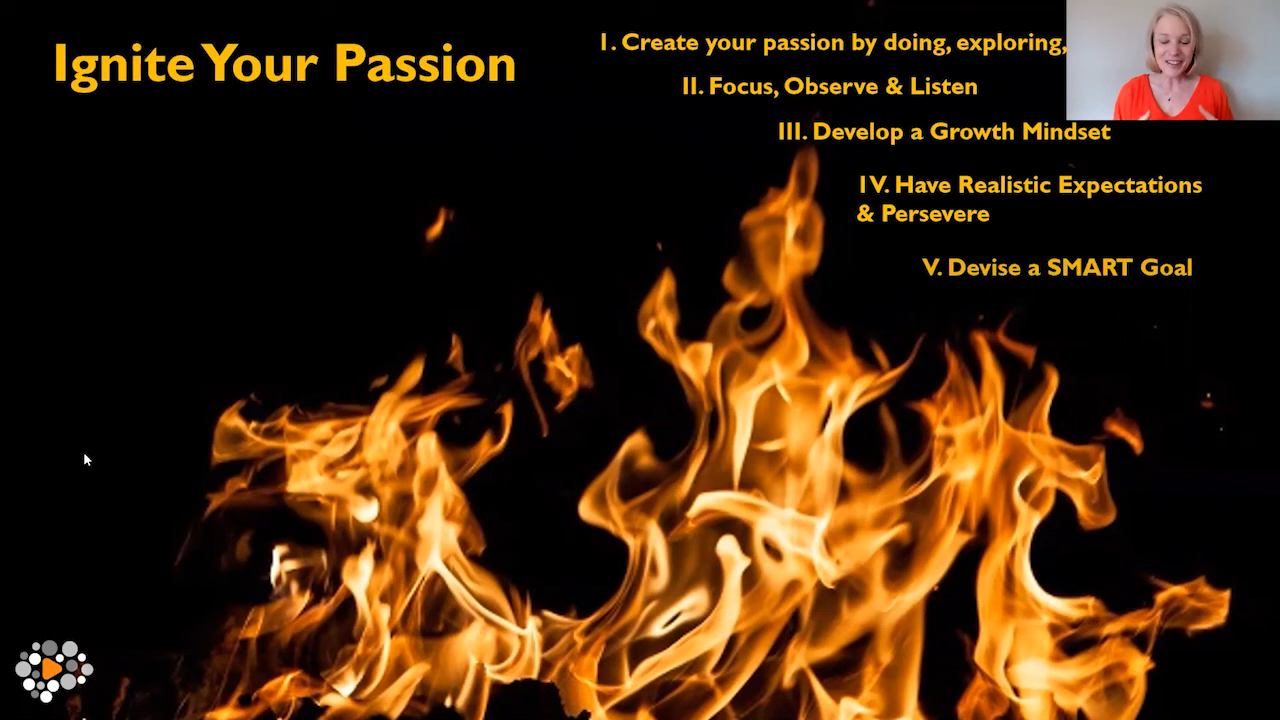 Ignite Your Passion
I. Create your passion by doing, exploring,
II. Focus, Observe & Listen
III. Develop a Growth Mindset
IV. Have Realistic Expectations
& Persevere
V. Devise a SMART Goal